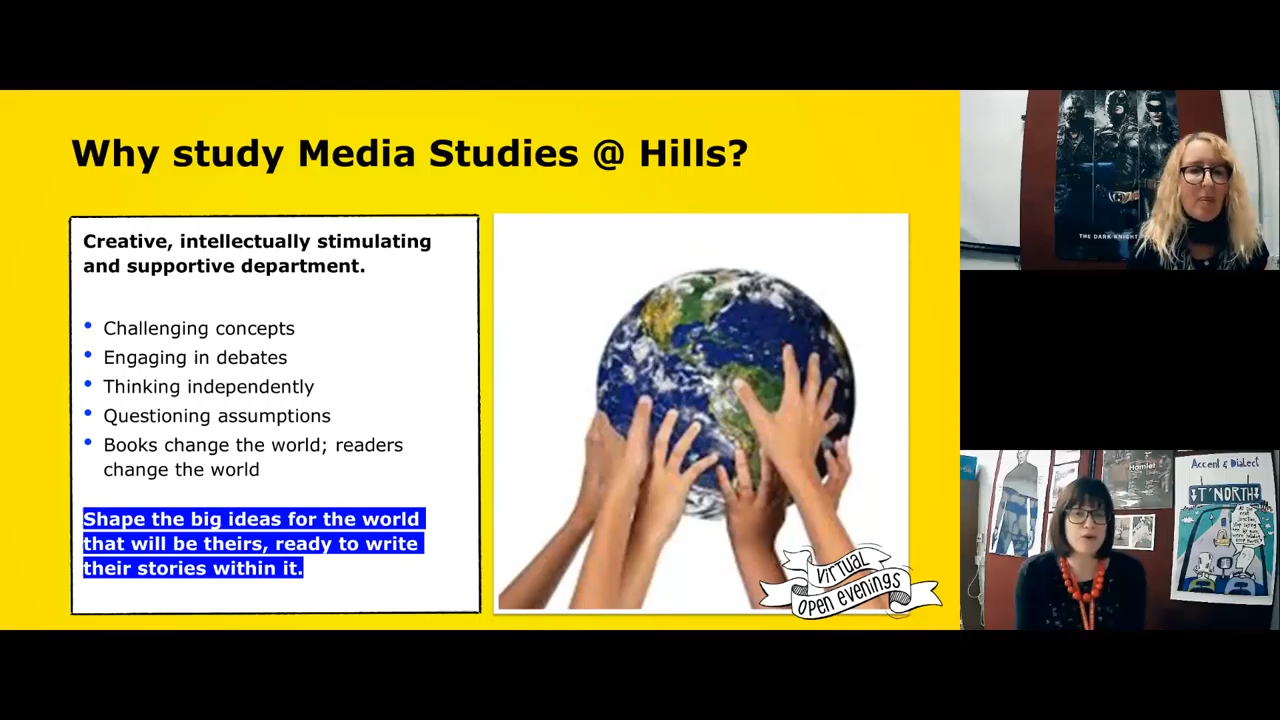 Why study Media Studies @ Hills?
Creative, intellectually stimulating
and supportive department.
• Challenging concepts
• Engaging in debates
• Thinking independently
• Questioning assumptions
• Books change the world; readers
change the world
Shape the big ideas for the world
that will be theirs, ready to write
their stories within it.
VIRTUAL
OPEN EVENINGS
THE DARK KNIGHT
Hamlet
Accent & Dialect
T'NORTH